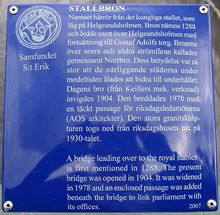 STALLBRON
Namnet härrör från det kungliga stallet, som
låg på Helgeandsholmen. Bron nämns 1288
och ledde snett över Helgeandsholmen med
fortsättning till Gustaf Adolfs torg. Broarna
över norra och södra strömfåran kallades
gemensamt Norrbro. Dess betydelse var så
stor att de närliggande städerna under
medeltiden ålades att bidra till underhållet.
Dagens bro (från Keillers mek. verkstad)
invigdes 1904. Den breddades 1978 med
en täckt passage för riksdagsledamöterna
(AOS arkitekter). Den stora granitskulp-
turen togs ned från riksdagshusets tak på
1930-talet.
A bridge leading over to the royal stables
is first mentioned in 1288. The present
bridge was opened in 1904. It was widened
in 1978 and an enclosed passage was added
beneath the bridge to link parliament with
its offices.
2007
Samfundet
S:t Erik